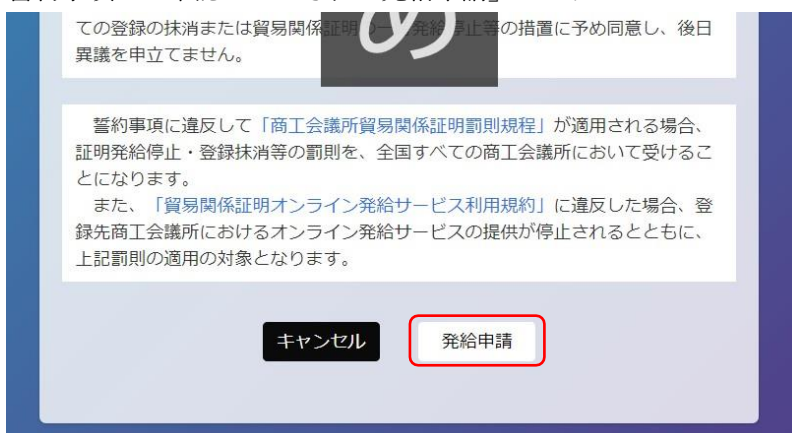 ての登録の抹消または貿易関係証明の一発給停止等の措置に予め同意し、後日
異議を申立てません。
め
誓約事項に違反して「商工会議所貿易関係証明罰則規程」が適用される場合、
証明発給停止・登録抹消等の罰則を、全国すべての商工会議所において受けるこ
とになります。
また、「貿易関係証明オンライン発給サービス利用規約」に違反した場合、登
録先商工会議所におけるオンライン発給サービスの提供が停止されるとともに、
上記罰則の適用の対象となります。
キャンセル
発給申請